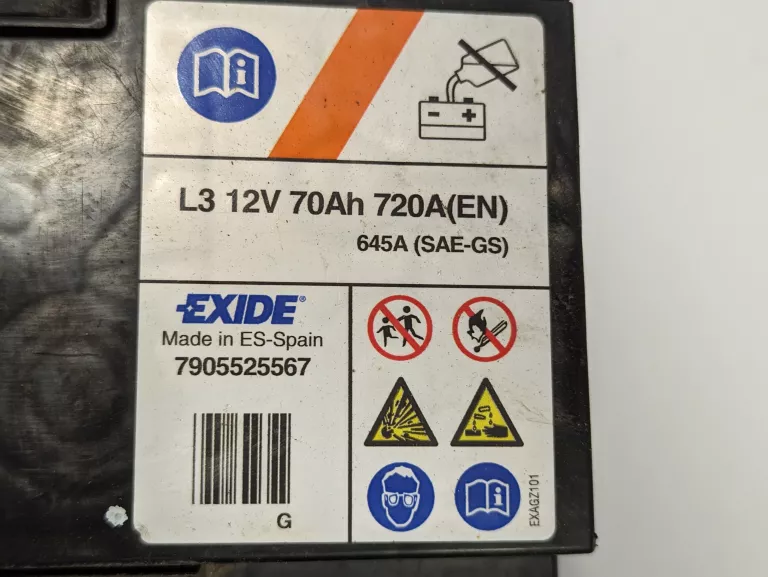 L3 12V 70Ah 720A(EN)
645A (SAE-GS)
EXIDE®
Made in ES-Spain
7905525567
G
EXAGZ101